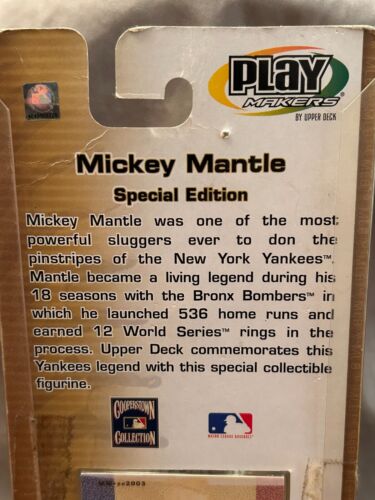 PLAY
MAKERS®
BY UPPER DECK
Mickey Mantle
Special Edition
Mickey Mantle was one of the most
powerful sluggers ever to don the
pinstripes of the New York Yankees™.
Mantle became a living legend during his
18 seasons with the Bronx Bombers™ in
which he launched 536 home runs and
earned 12 World Series™ rings in the
process. Upper Deck commemorates this
Yankees legend with this special collectible
figurine.
COOPERSTOWN
COLLECTION
MAJOR LEAGUE BASEBALL®